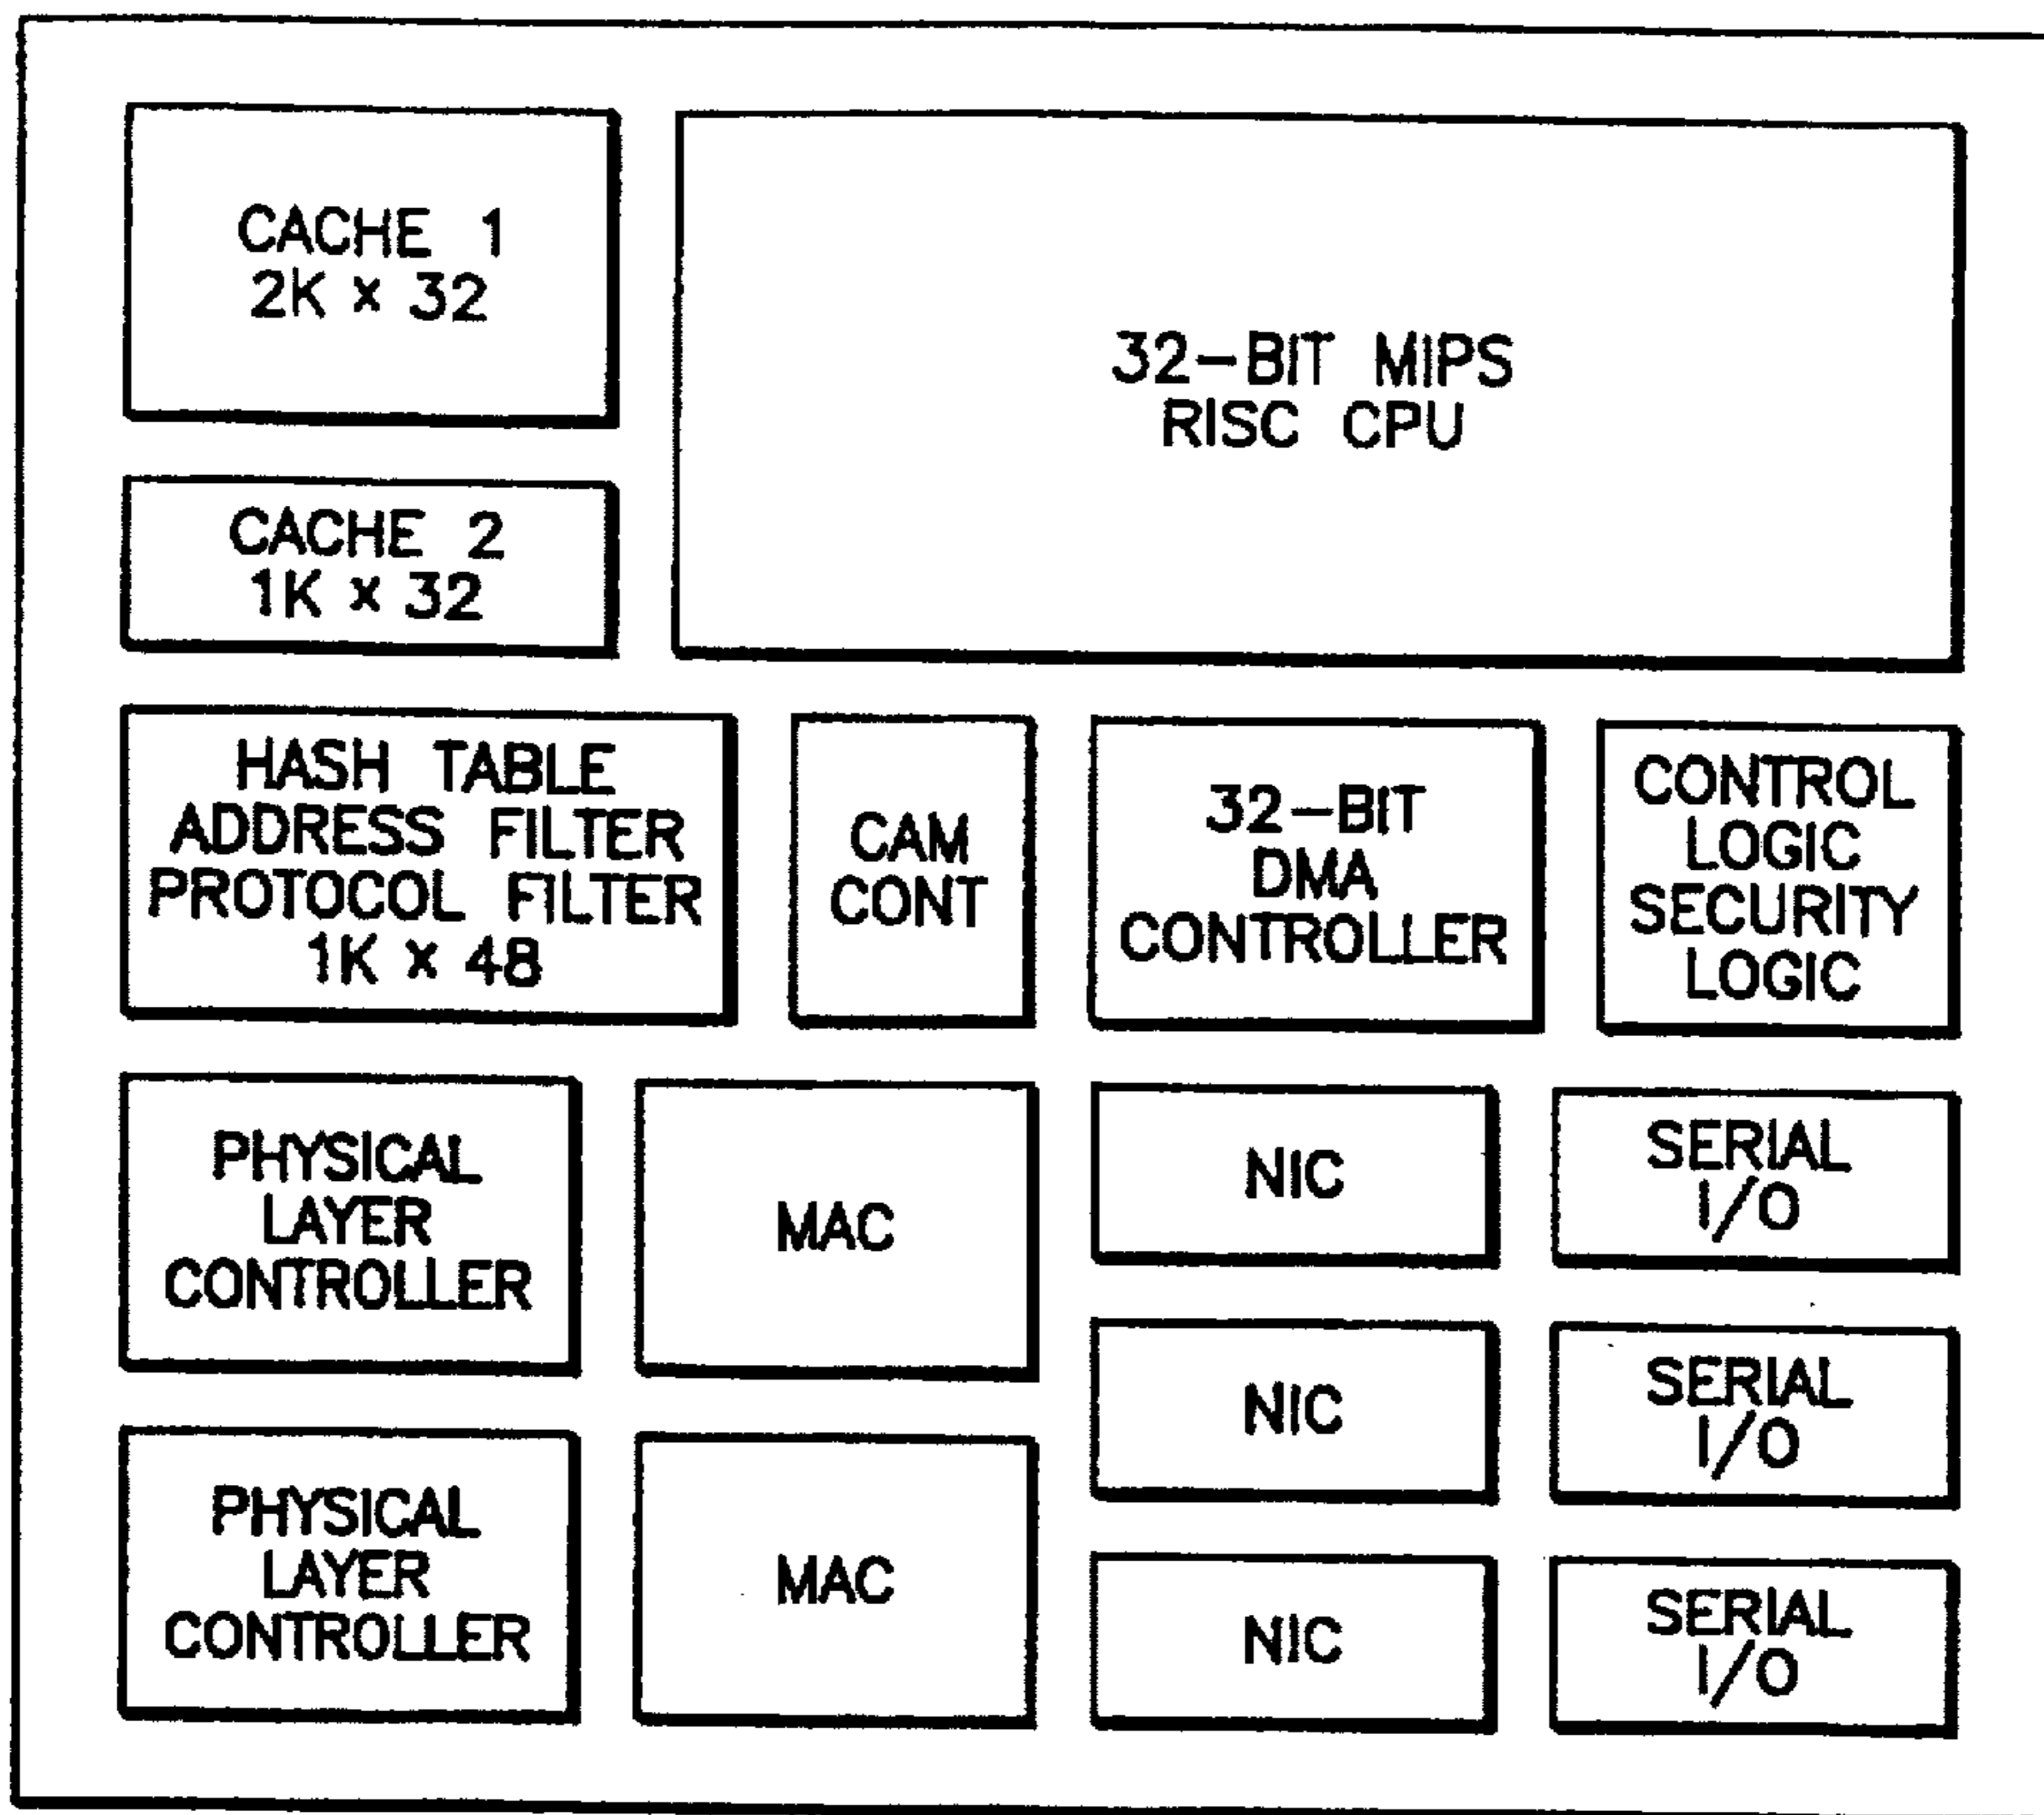 CACHE 1
2K × 32
32-BIT MIPS
RISC CPU
CACHE 2
1K × 32
HASH TABLE
ADDRESS FILTER
PROTOCOL FILTER
1K × 48
CAM
CONT
32-BIT
DMA
CONTROLLER
CONTROL
LOGIC
SECURITY
LOGIC
PHYSICAL
LAYER
CONTROLLER
MAC
NIC
SERIAL
I/O
NIC
SERIAL
I/O
PHYSICAL
LAYER
CONTROLLER
MAC
NIC
SERIAL
I/O